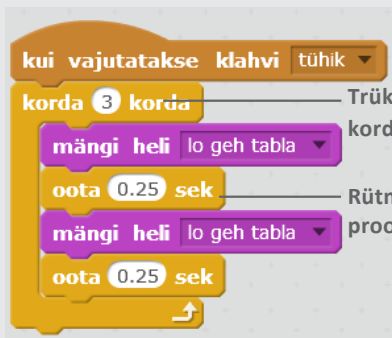 kui vajutatakse klahvi tühik
korda 3 korda
mängi heli lo geh tabla
oota 0.25 sek
mängi heli lo geh tabla
oota 0.25 sek